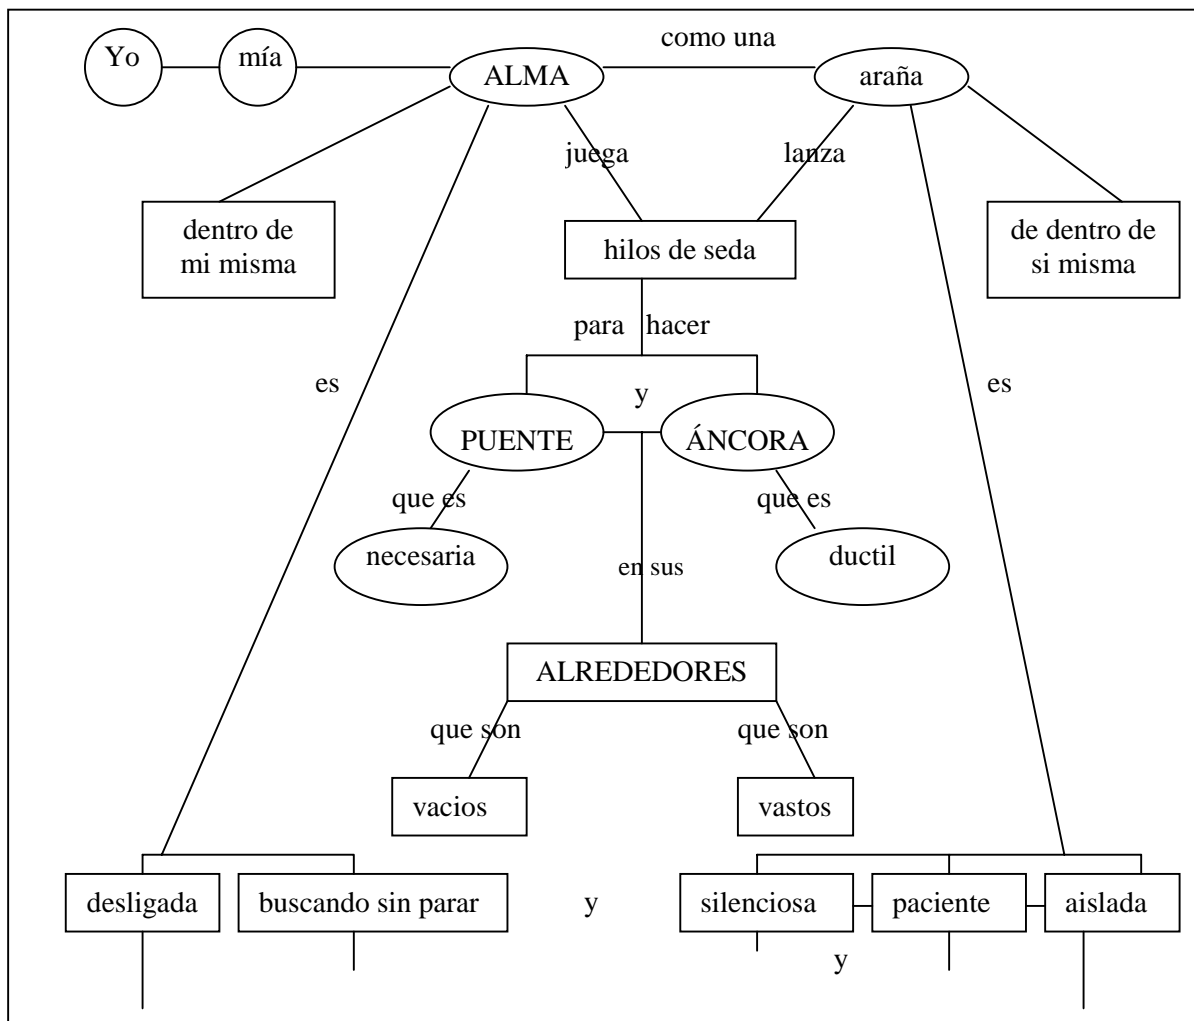 como una
Yo
mía
ALMA
araña
juega
lanza
dentro de
mi misma
hilos de seda
de dentro de
si misma
para hacer
es
y
es
PUENTE
ÁNCORA
que es
que es
necesaria
en sus
ductil
ALREDEDORES
que son
que son
vacios
vastos
desligada
buscando sin parar
y
silenciosa
paciente
aislada
y